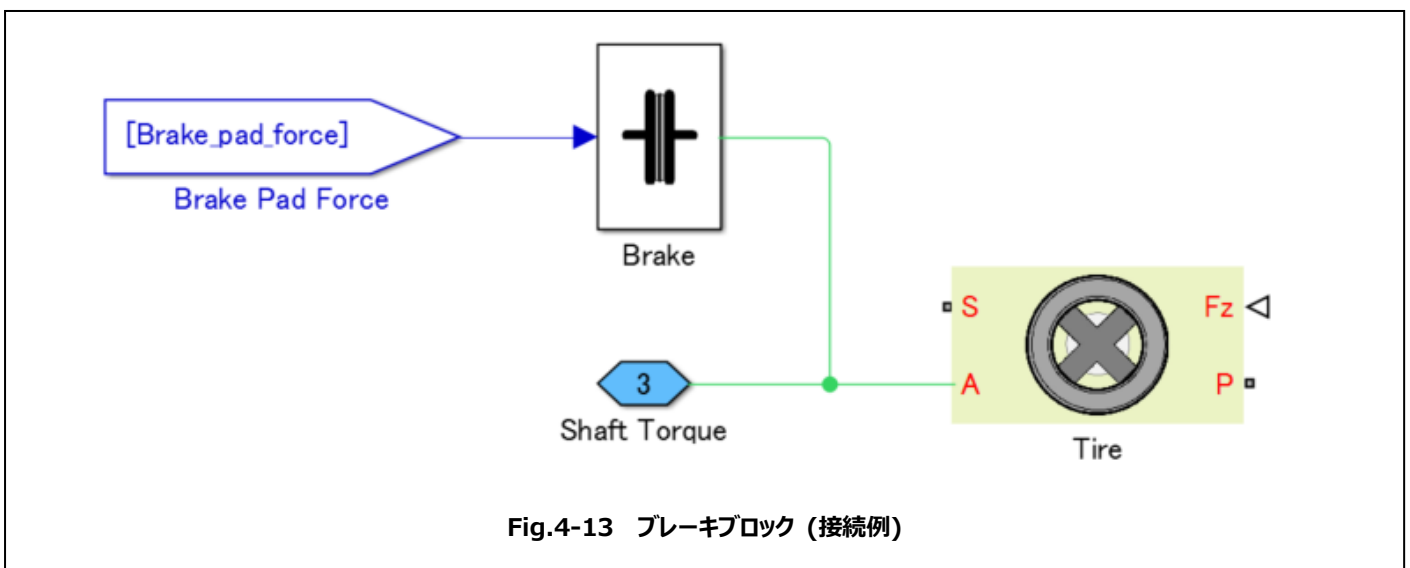 [Brake_pad_force]
Brake Pad Force
Brake
S
Fz
3
A
P
Shaft Torque
Tire
Fig.4-13 ブレーキブロック (接続例)